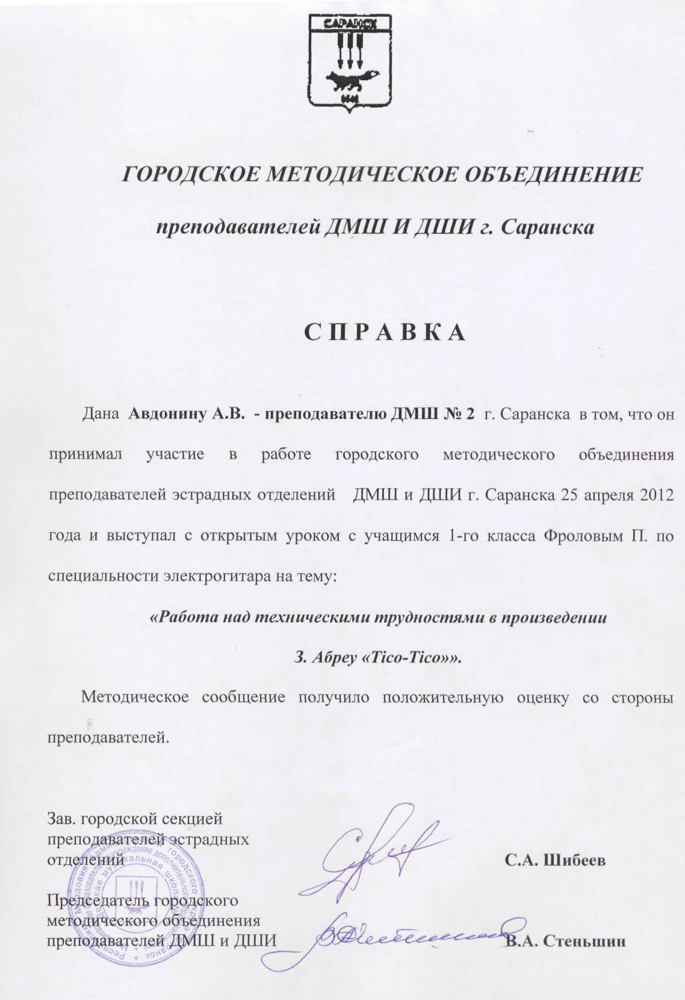 САРАНСК
1641
ГОРОДСКОЕ МЕТОДИЧЕСКОЕ ОБЪЕДИНЕНИЕ
преподавателей ДМШ И ДШИ г. Саранска
С П Р А В К А
Дана Авдонину А.В. - преподавателю ДМШ № 2 г. Саранска в том, что он
принимал участие в работе городского методического объединения
преподавателей эстрадных отделений ДМШ и ДШИ г. Саранска 25 апреля 2012
года и выступал с открытым уроком с учащимся 1-го класса Фроловым П. по
специальности электрогитара на тему:
«Работа над техническими трудностями в произведении
З. Абреу «Tico-Tico»».
Методическое сообщение получило положительную оценку со стороны
преподавателей.
Зав. городской секцией
преподавателей эстрадных
отделений С.А. Шибеев
Председатель городского
методического объединения
преподавателей ДМШ и ДШИ В.А. Стеньшин